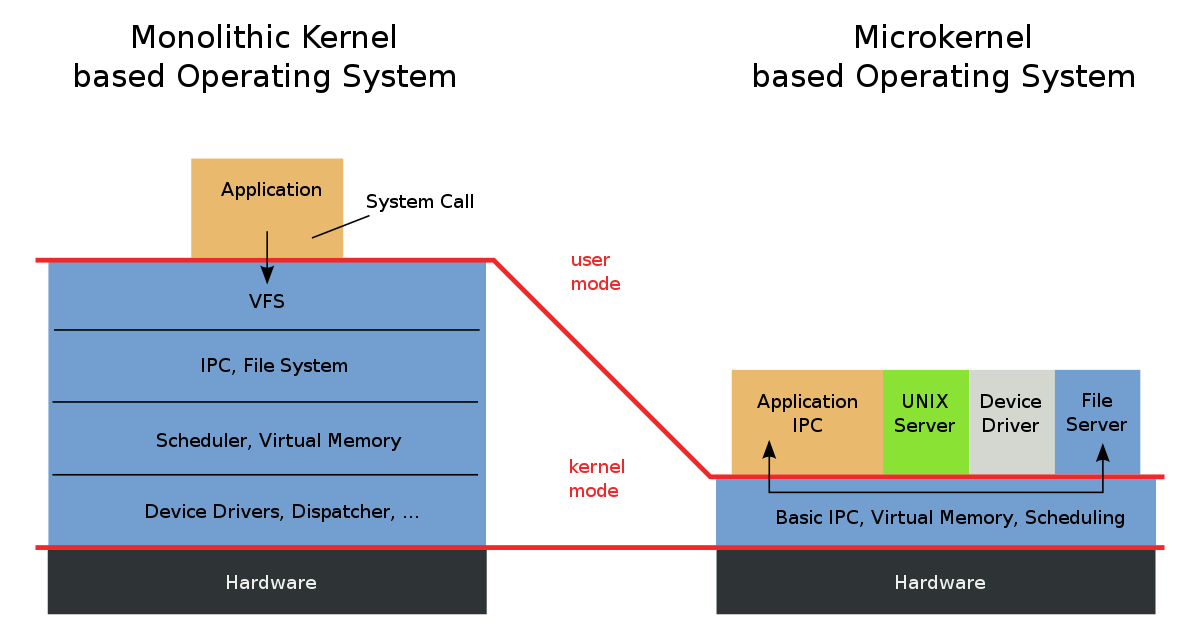 Monolithic Kernel
based Operating System
Microkernel
based Operating System
Application
System Call
VFS
IPC, File System
Scheduler, Virtual Memory
Device Drivers, Dispatcher, ...
Hardware
user
mode
kernel
mode
Application
IPC
UNIX
Server
Device
Driver
File
Server
Basic IPC, Virtual Memory, Scheduling
Hardware